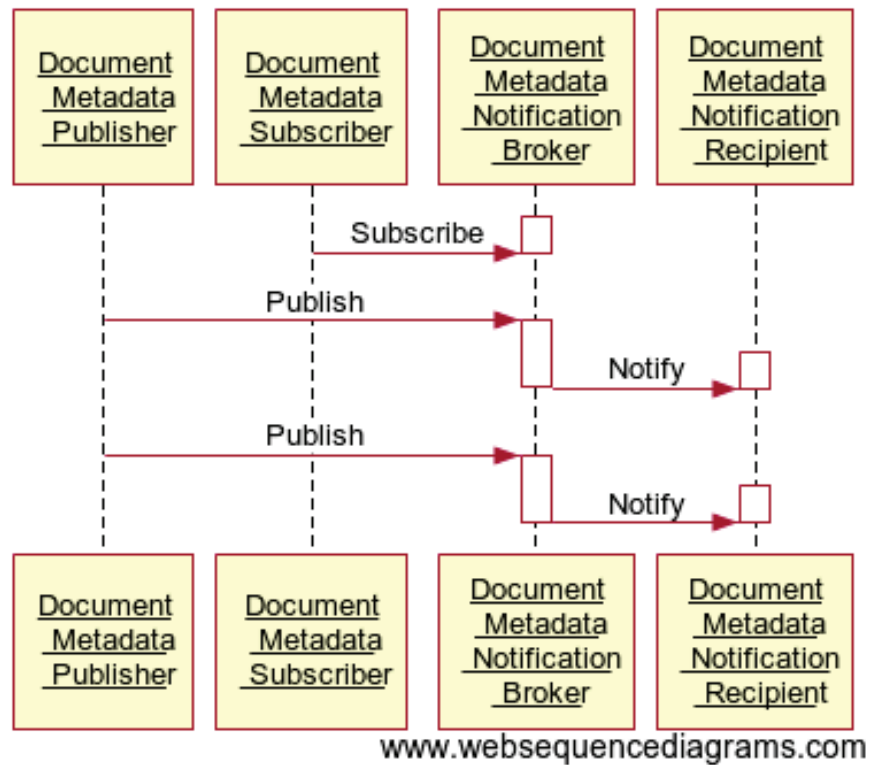 Document
Metadata
Publisher
Document
Metadata
Subscriber
Document
Metadata
Notification
Broker
Document
Metadata
Notification
Recipient
Subscribe
Publish
Notify
Publish
Notify
Document
Metadata
Publisher
Document
Metadata
Subscriber
Document
Metadata
Notification
Broker
Document
Metadata
Notification
Recipient
www.websequencediagrams.com